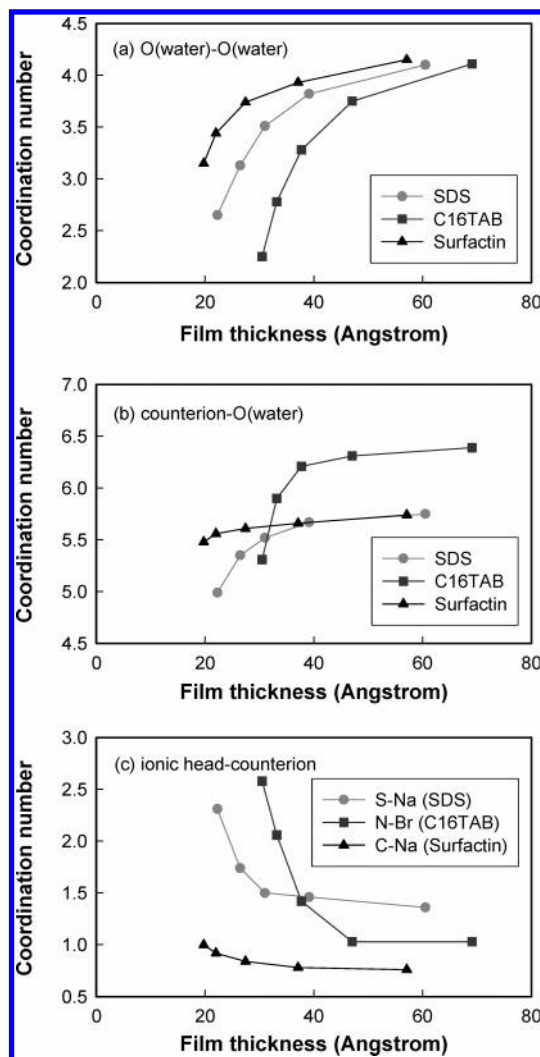 4.5
(a) O(water)-O(water)
4.0
3.5
3.0
2.5
2.0
Coordination number
SDS
C16TAB
Surfactin
0 20 40 60 80
Film thickness (Angstrom)
7.0
(b) counterion-O(water)
6.5
6.0
5.5
5.0
4.5
Coordination number
SDS
C16TAB
Surfactin
0 20 40 60 80
Film thickness (Angstrom)
3.0
(c) ionic head-counterion
2.5
2.0
1.5
1.0
0.5
Coordination number
S-Na (SDS)
N-Br (C16TAB)
C-Na (Surfactin)
0 20 40 60 80
Film thickness (Angstrom)